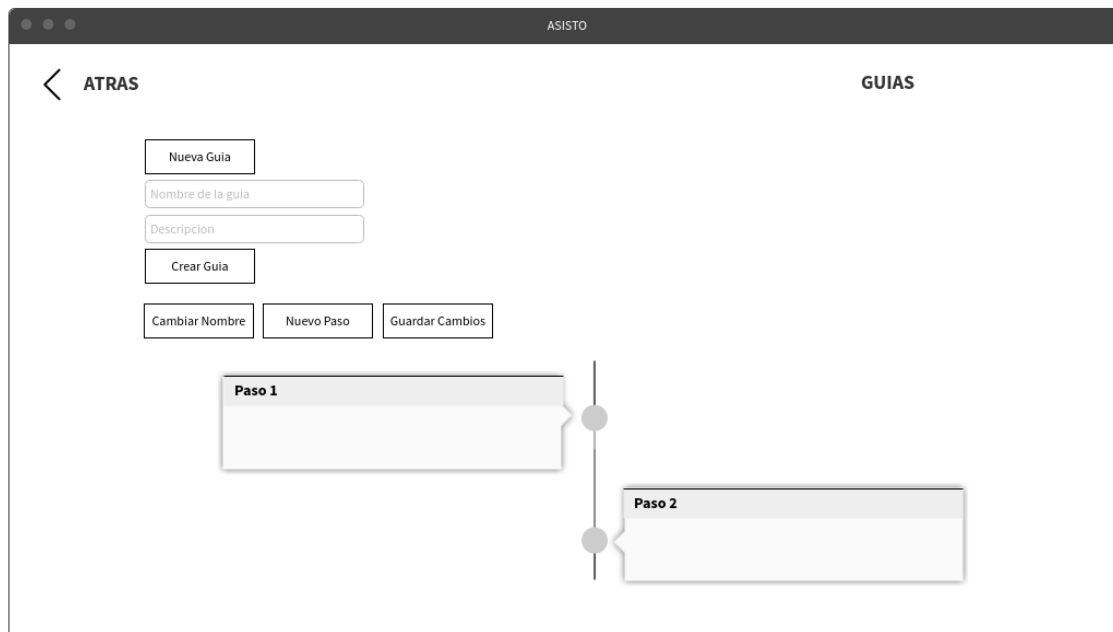 ASISTO
ATRAS
GUIAS
Nueva Guia
Nombre de la guia
Descripcion
Crear Guia
Cambiar Nombre
Nuevo Paso
Guardar Cambios
Paso 1
Paso 2